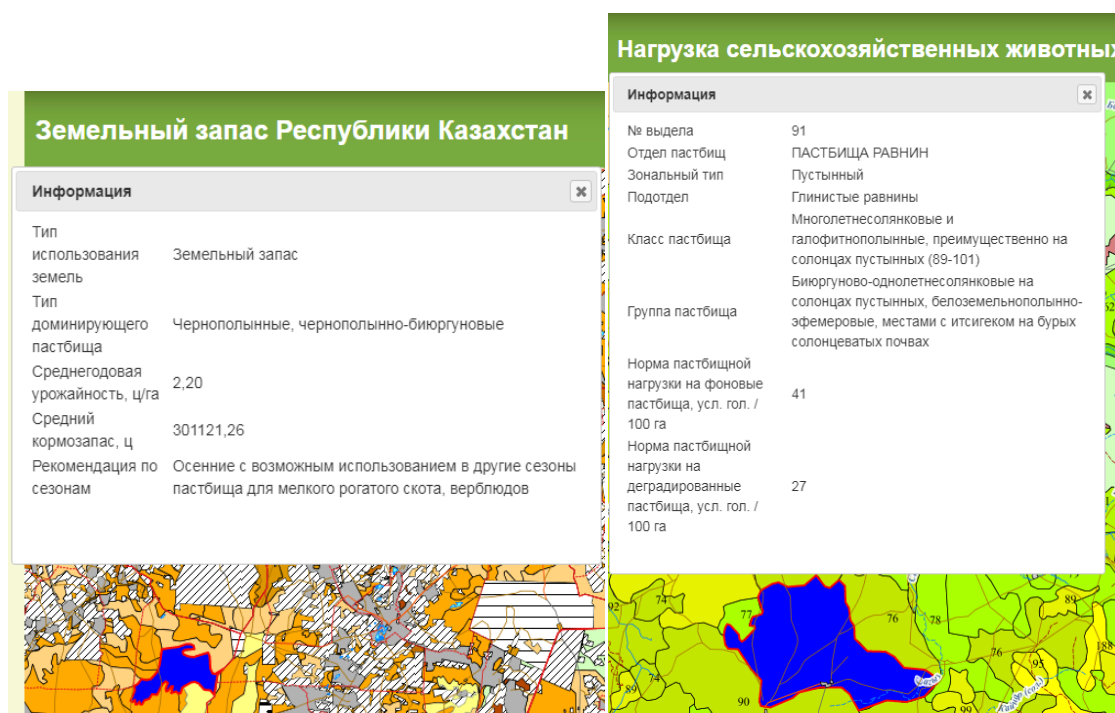 Земельный запас Республики Казахстан
Информация
Тип
использования
земель
Земельный запас
Тип
доминирующего
пастбища
Чернополынные, чернополынно-биюргуновые
Среднегодовая
урожайность, ц/га
2,20
Средний
кормозапас, ц
301121,26
Рекомендация по
сезонам
Осенние с возможным использованием в другие сезоны
пастбища для мелкого рогатого скота, верблюдов
Нагрузка сельскохозяйственных животных
Информация
№ выдела
91
Отдел пастбищ
ПАСТБИЩА РАВНИН
Зональный тип
Пустынный
Подотдел
Глинистые равнины
Класс пастбища
Многолетнесолянковые и
галофитнополынные, преимущественно на
солонцах пустынных (89-101)
Группа пастбища
Биюргуново-однолетнесолянковые на
солонцах пустынных, белоземельнополынно-
эфемеровые, местами с итсигеком на бурых
солонцеватых почвах
Норма пастбищной
нагрузки на фоновые
пастбища, усл. гол. /
100 га
41
Норма пастбищной
нагрузки на
деградированные
пастбища, усл. гол. /
100 га
27
92
74
77
76
78
89
76
95
188
74
89
90
99